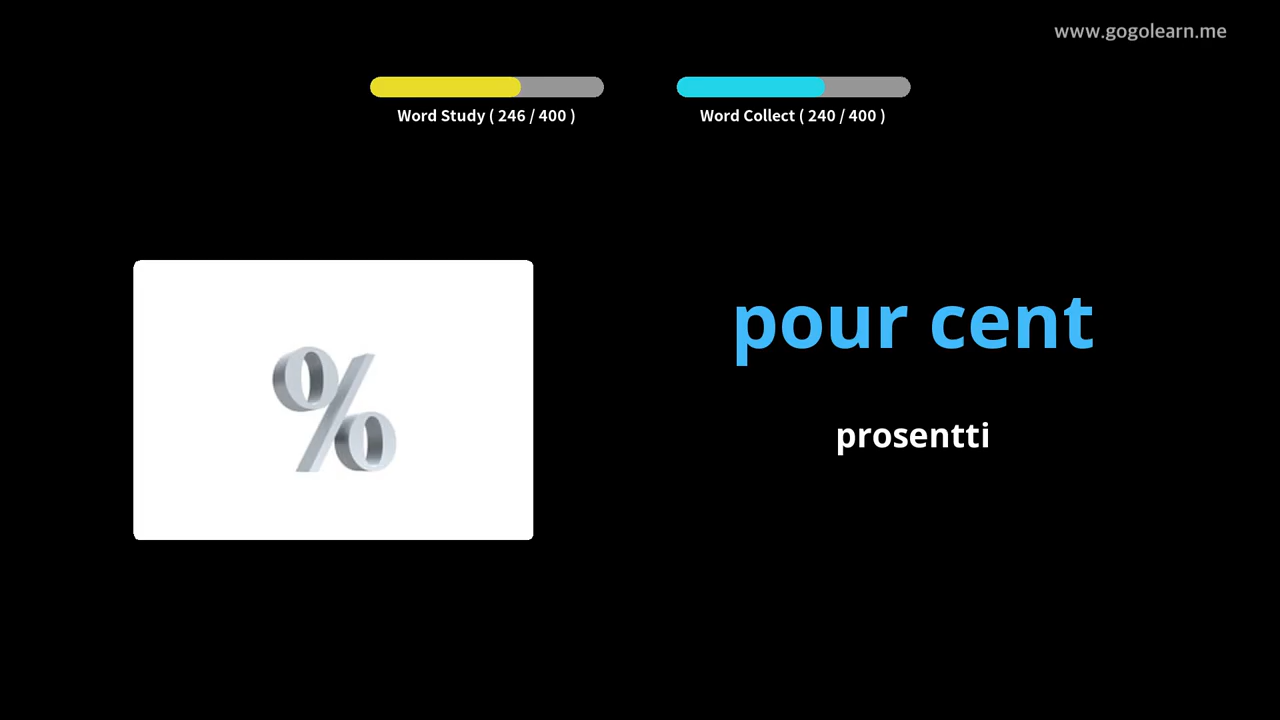 www.gogolearn.me
Word Study ( 246 / 400 )
Word Collect ( 240 / 400 )
%
pour cent
prosentti